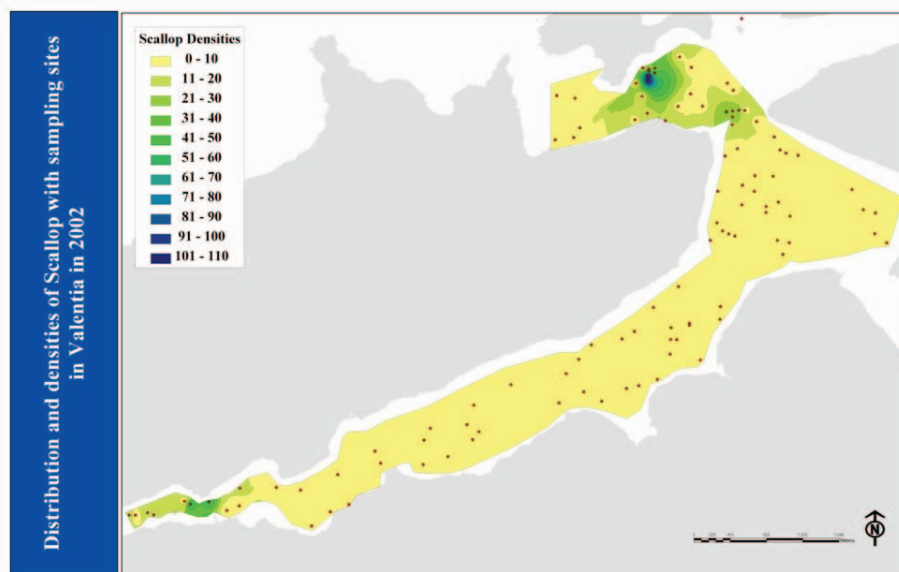 Distribution and densities of Scallop with sampling sites
in Valentia in 2002
Scallop Densities
0 - 10
11 - 20
21 - 30
31 - 40
41 - 50
51 - 60
61 - 70
71 - 80
81 - 90
91 - 100
101 - 110
N